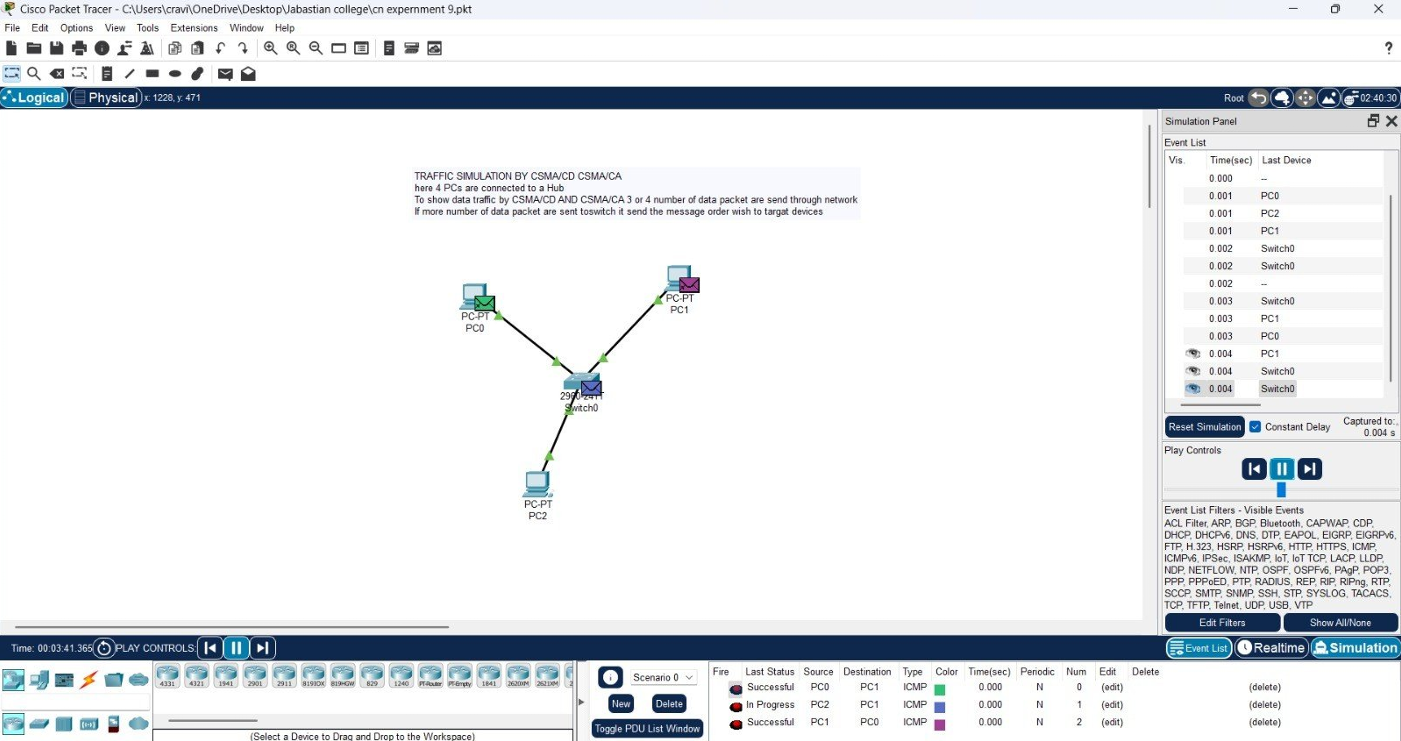 Cisco Packet Tracer - C:\Users\cravi\OneDrive\Desktop\Jabastian college\cn expernment 9.pkt
File Edit Options View Tools Extensions Window Help
?
Logical Physical x: 1228, y: 471 Root 02:40:30
TRAFFIC SIMULATION BY CSMA/CD CSMA/CA
here 4 PCs are connected to a Hub
To show data traffic by CSMA/CD AND CSMA/CA 3 or 4 number of data packet are send through network
If more number of data packet are sent toswitch it send the message order wish to targat devices
PC-PT
PC0
PC-PT
PC1
2960-24TT
Switch0
PC-PT
PC2
Simulation Panel
Event List
Vis. Time(sec) Last Device
0.000 --
0.001 PC0
0.001 PC2
0.001 PC1
0.002 Switch0
0.002 Switch0
0.002 --
0.003 Switch0
0.003 PC1
0.003 PC0
0.004 PC1
0.004 Switch0
0.004 Switch0
Reset Simulation Constant Delay Captured to:
0.004 s
Play Controls
Event List Filters - Visible Events
ACL Filter, ARP, BGP, Bluetooth, CAPWAP, CDP,
DHCP, DHCPv6, DNS, DTP, EAPOL, EIGRP, EIGRPv6,
FTP, H.323, HSRP, HSRPv6, HTTP, HTTPS, ICMP,
ICMPv6, IPSec, ISAKMP, IoT, IoT TCP, LACP, LLDP,
NDP, NETFLOW, NTP, OSPF, OSPFv6, PAgP, POP3,
PPP, PPPoED, PTP, RADIUS, REP, RIP, RIPng, RTP,
SCCP, SMTP, SNMP, SSH, STP, SYSLOG, TACACS,
TCP, TFTP, Telnet, UDP, USB, VTP
Edit Filters Show All/None
Time: 00:03:41.365 PLAY CONTROLS:
Event List Realtime Simulation
4331 4321 1941 2901 2911 819IOX 819HGW 829 1240 PT-Router PT-Empty 1841 2620XM 2621XM 2
(Select a Device to Drag and Drop to the Workspace)
Scenario 0
New Delete
Toggle PDU List Window
Fire Last Status Source Destination Type Color Time(sec) Periodic Num Edit Delete
Successful PC0 PC1 ICMP 0.000 N 0 (edit) (delete)
In Progress PC2 PC1 ICMP 0.000 N 1 (edit) (delete)
Successful PC1 PC0 ICMP 0.000 N 2 (edit) (delete)